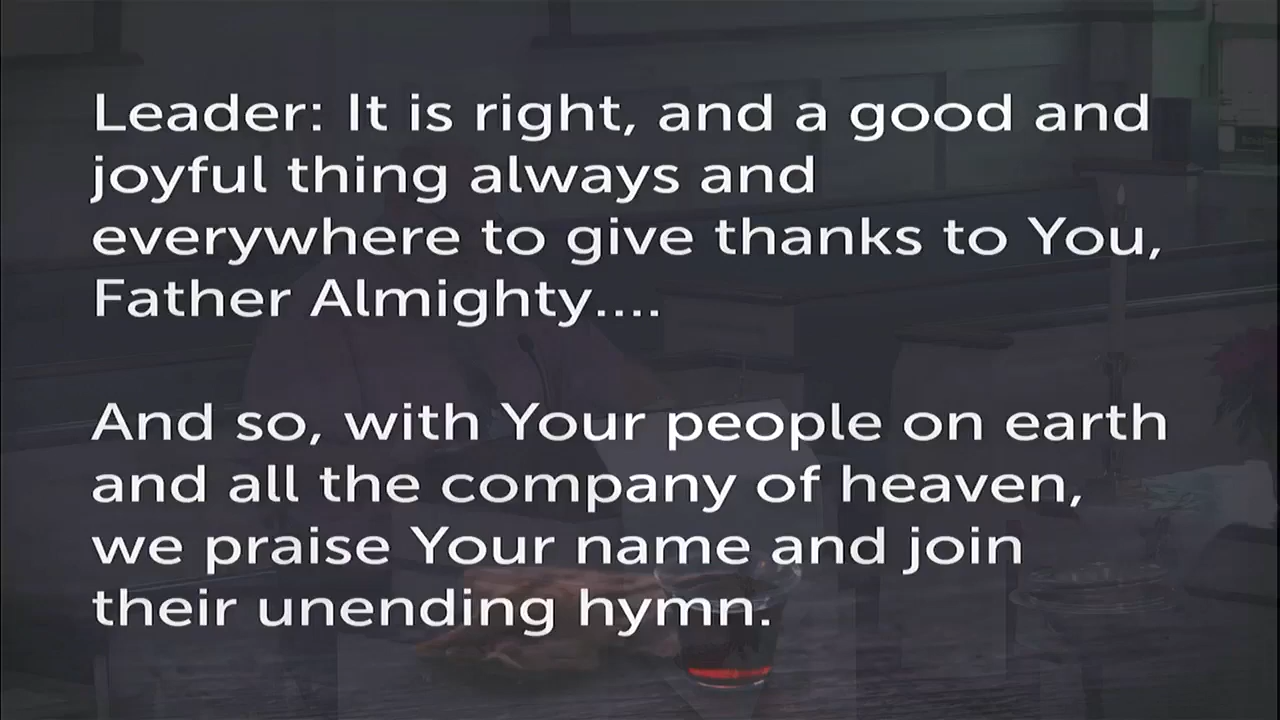 Leader: It is right, and a good and
joyful thing always and
everywhere to give thanks to You,
Father Almighty....
And so, with Your people on earth
and all the company of heaven,
we praise Your name and join
their unending hymn.